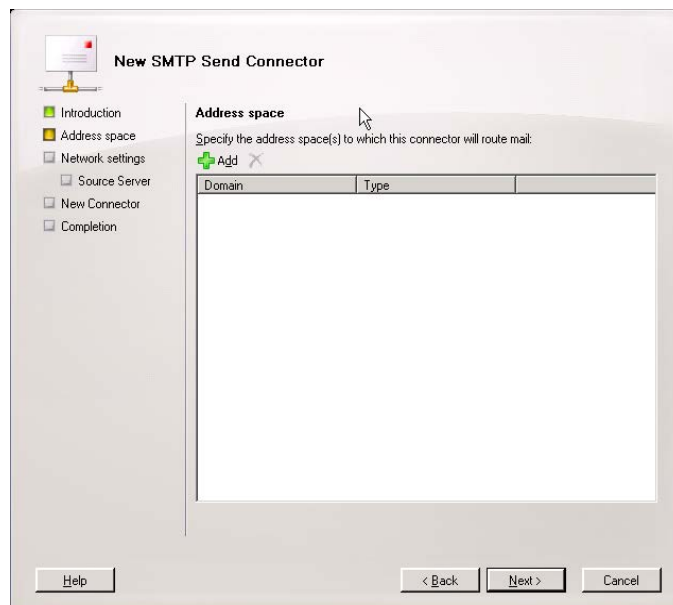 New SMTP Send Connector
Introduction
Address space
Network settings
Source Server
New Connector
Completion
Address space
Specify the address space(s) to which this connector will route mail:
Add
Domain Type
Help < Back Next > Cancel